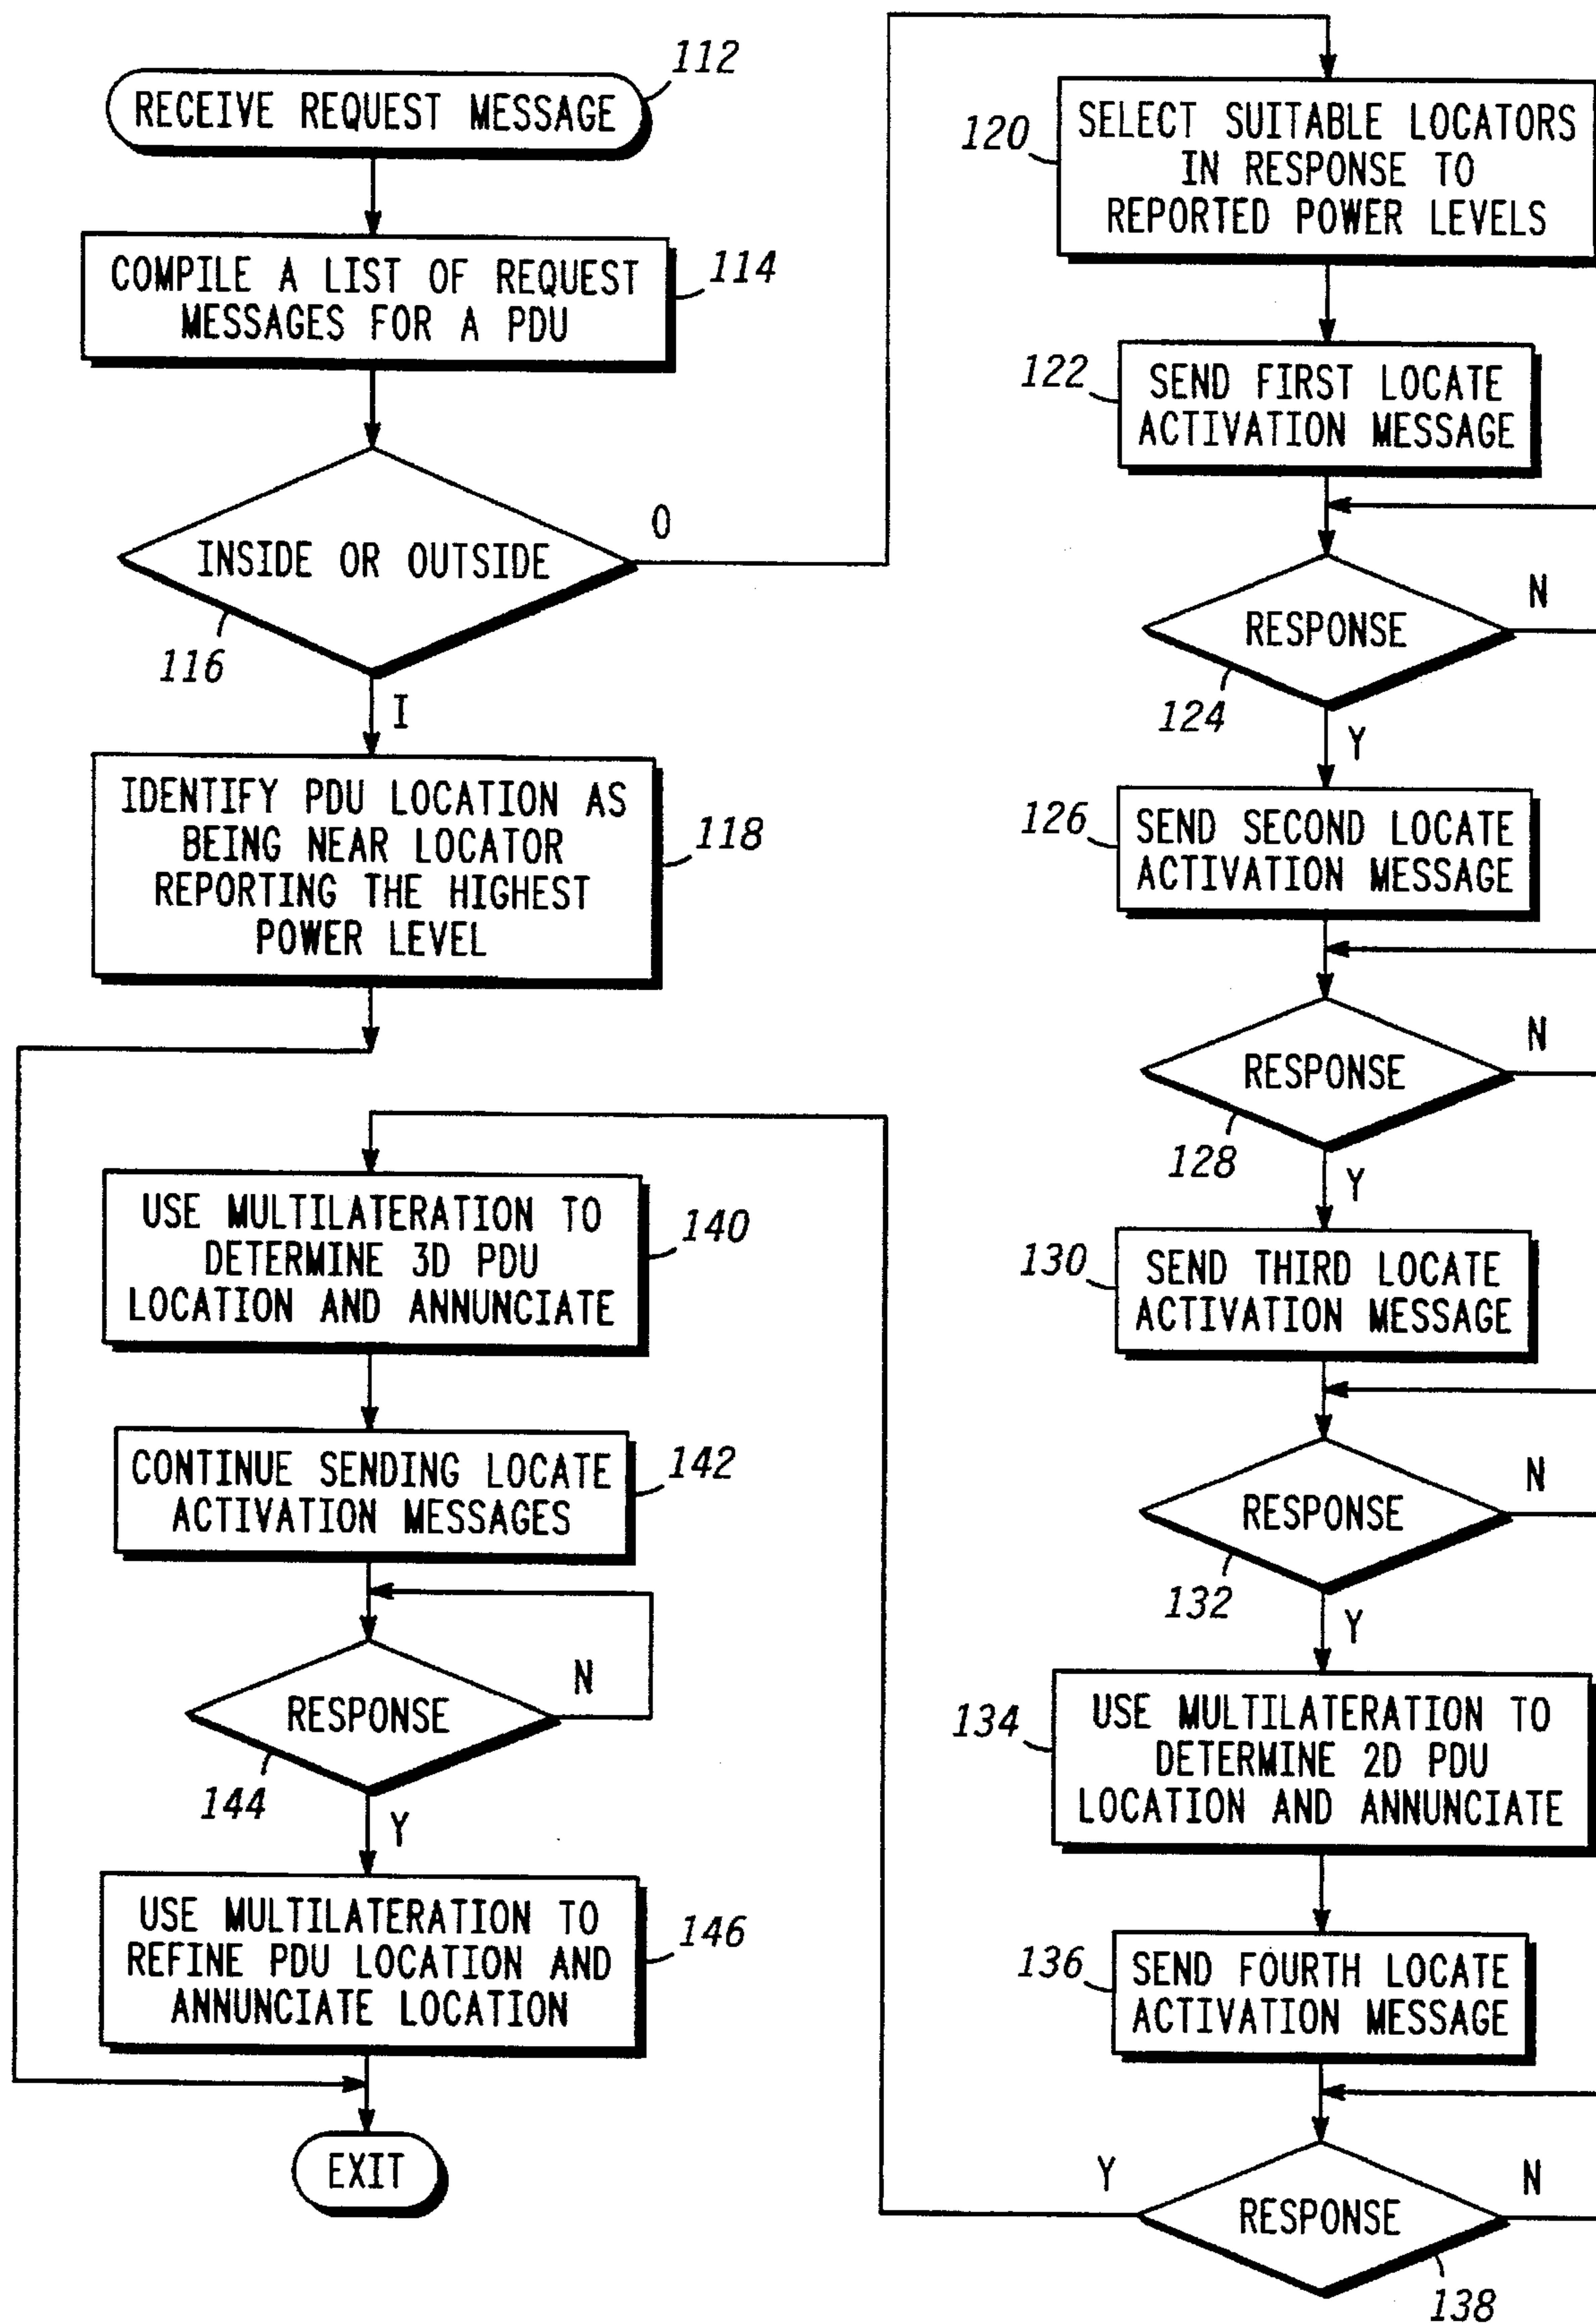 RECEIVE REQUEST MESSAGE
112
COMPILE A LIST OF REQUEST
MESSAGES FOR A PDU
114
INSIDE OR OUTSIDE
O
116
I
IDENTIFY PDU LOCATION AS
BEING NEAR LOCATOR
REPORTING THE HIGHEST
POWER LEVEL
118
120
SELECT SUITABLE LOCATORS
IN RESPONSE TO
REPORTED POWER LEVELS
122
SEND FIRST LOCATE
ACTIVATION MESSAGE
RESPONSE
N
124
Y
126
SEND SECOND LOCATE
ACTIVATION MESSAGE
RESPONSE
N
128
Y
130
SEND THIRD LOCATE
ACTIVATION MESSAGE
RESPONSE
N
132
Y
134
USE MULTILATERATION TO
DETERMINE 2D PDU
LOCATION AND ANNUNCIATE
136
SEND FOURTH LOCATE
ACTIVATION MESSAGE
Y
RESPONSE
N
138
USE MULTILATERATION TO
DETERMINE 3D PDU
LOCATION AND ANNUNCIATE
140
CONTINUE SENDING LOCATE
ACTIVATION MESSAGES
142
RESPONSE
N
144
Y
USE MULTILATERATION TO
REFINE PDU LOCATION AND
ANNUNCIATE LOCATION
146
EXIT